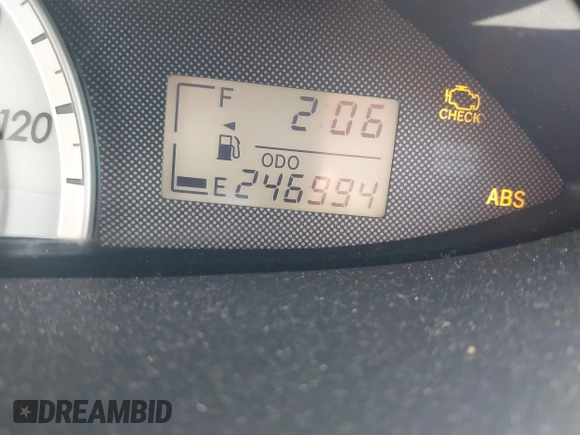 120
F
2 06
CHECK
ODO
E 246994
ABS
DREAMBID